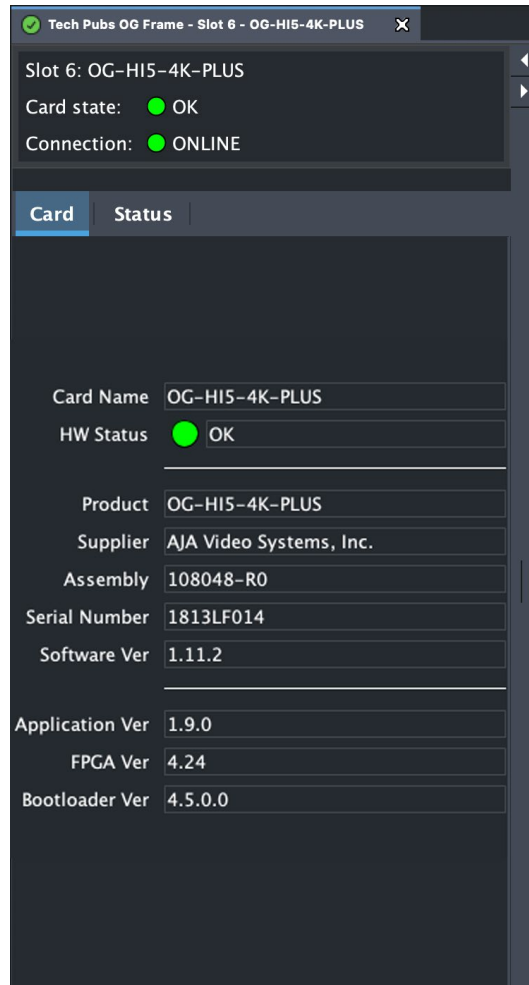 Tech Pubs OG Frame - Slot 6 - OG-HI5-4K-PLUS
Slot 6: OG-HI5-4K-PLUS
Card state: OK
Connection: ONLINE
Card Status
Card Name OG-HI5-4K-PLUS
HW Status OK
Product OG-HI5-4K-PLUS
Supplier AJA Video Systems, Inc.
Assembly 108048-R0
Serial Number 1813LF014
Software Ver 1.11.2
Application Ver 1.9.0
FPGA Ver 4.24
Bootloader Ver 4.5.0.0